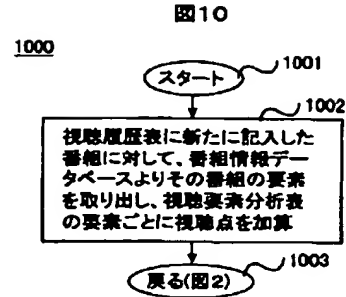 図10
1000
スタート
1001
1002
視聴履歴表に新たに記入した
番組に対して、番組情報デー
タベースよりその番組の要素
を取り出し、視聴要素分析表
の要素ごとに視聴点を加算
戻る(図2)
1003